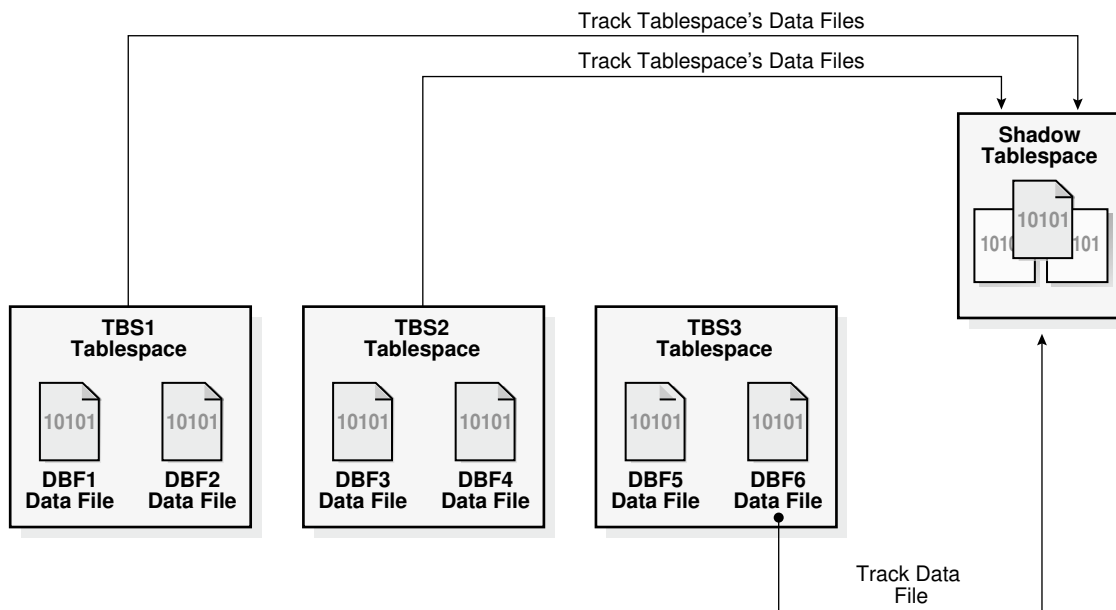 Track Tablespace's Data Files
Track Tablespace's Data Files
Shadow
Tablespace
10101
1010
101
TBS1
Tablespace
10101
10101
DBF1
Data File
DBF2
Data File
TBS2
Tablespace
10101
10101
DBF3
Data File
DBF4
Data File
TBS3
Tablespace
10101
10101
DBF5
Data File
DBF6
Data File
Track Data
File